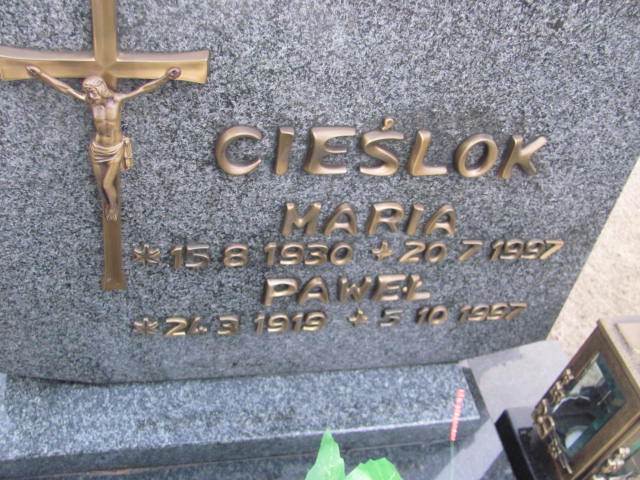 CIEŚLOK
MARIA
*15 8 1930 +20 7 1997
PAWEŁ
*24 3 1919 +5 10 1997